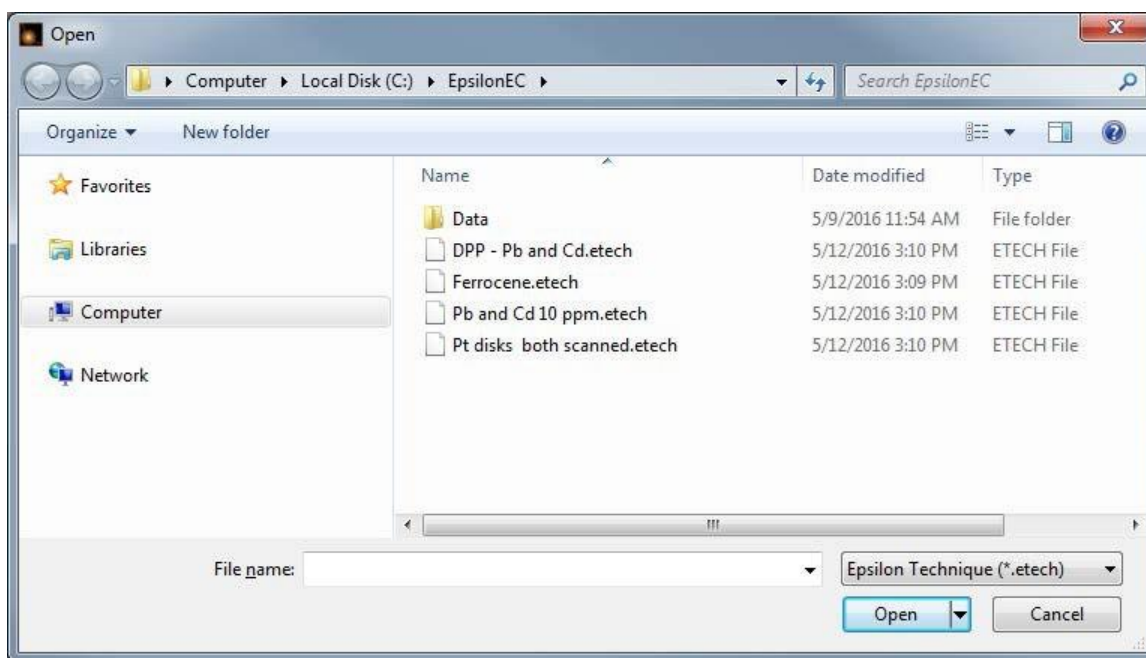 Open
Computer Local Disk (C:) EpsilonEC Search EpsilonEC
Organize New folder
Favorites
Libraries
Computer
Network
Name Date modified Type
Data 5/9/2016 11:54 AM File folder
DPP - Pb and Cd.etech 5/12/2016 3:10 PM ETECH File
Ferrocene.etech 5/12/2016 3:09 PM ETECH File
Pb and Cd 10 ppm.etech 5/12/2016 3:10 PM ETECH File
Pt disks both scanned.etech 5/12/2016 3:10 PM ETECH File
File name: Epsilon Technique (*.etech)
Open Cancel